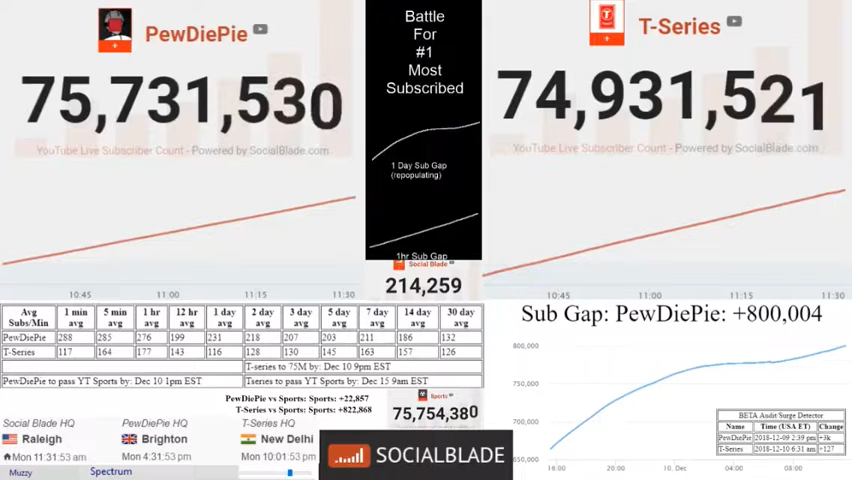 PewDiePie
75,731,530
YouTube Live Subscriber Count - Powered by SocialBlade.com
10:45 11:00 11:15 11:30
Battle
For
#1
Most
Subscribed
1 Day Sub Gap
(repopulating)
1hr Sub Gap
Social Blade
214,259
T-Series
74,931,521
YouTube Live Subscriber Count - Powered by SocialBlade.com
10:45 11:00 11:15 11:30
Avg Subs/Min 1 min avg 5 min avg 1 hr avg 12 hr avg 1 day avg 2 day avg 3 day avg 5 day avg 7 day avg 14 day avg 30 day avg
PewDiePie 288 285 276 199 231 218 207 203 211 186 132
T-Series 117 164 177 143 116 128 130 145 163 157 126
T-series to 75M by: Dec 10 9pm EST
PewDiePie to pass YT Sports by: Dec 10 1pm EST Tseries to pass YT Sports by: Dec 15 9am EST
PewDiePie vs Sports: Sports: +22,857
T-Series vs Sports: Sports: +822,868
Sports
75,754,380
Social Blade HQ
Raleigh
Mon 11:31:53 am
PewDiePie HQ
Brighton
Mon 4:31:53 pm
T-Series HQ
New Delhi
Mon 10:01:53 pm
Muzzy Spectrum
SOCIALBLADE
Sub Gap: PewDiePie: +800,004
800,000
750,000
700,000
650,000
16:00 20:00 10. Dec 04:00 08:00
BETA Audit Surge Detector
Name Time (USA ET) Change
PewDiePie 2018-12-09 2:39 pm +3k
T-Series 2018-12-10 6:31 am +127